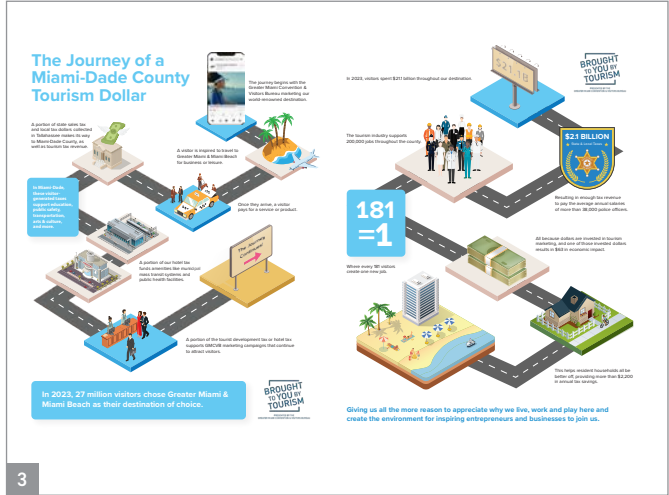 The Journey of a
Miami-Dade County
Tourism Dollar
The journey begins with the
Greater Miami Convention &
Visitors Bureau marketing our
world-renowned destination.
A visitor is inspired to travel to
Greater Miami & Miami Beach
for business or leisure.
Once they arrive, a visitor
pays for a service or product.
A portion of state sales tax
and local tax dollars collected
in Tallahassee makes its way
to Miami-Dade County, as
well as tourism tax revenue.
In Miami-Dade,
these visitor-
generated taxes
support education,
public safety,
transportation,
arts & culture,
and more.
A portion of our hotel tax
funds amenities like municipal
mass transit systems and
public health facilities.
The Journey
Continues!
A portion of the tourist development tax or hotel tax
supports GMCVB marketing campaigns that continue
to attract visitors.
In 2023, 27 million visitors chose Greater Miami &
Miami Beach as their destination of choice.
BROUGHT
TO YOU BY
TOURISM
In 2023, visitors spent $21.1 billion throughout our destination.
$21.1B
BROUGHT
TO YOU BY
TOURISM
The tourism industry supports
200,000 jobs throughout the county.
$2.1 BILLION
State & Local Taxes
Resulting in enough tax revenue
to pay the average annual salaries
of more than 38,000 police officers.
181
=1
Where every 181 visitors
create one new job.
All because dollars are invested in tourism
marketing, and one of those invested dollars
results in $63 in economic impact.
This helps resident households all be
better off, providing more than $2,200
in annual tax savings.
Giving us all the more reason to appreciate why we live, work and play here and
create the environment for inspiring entrepreneurs and businesses to join us.
3